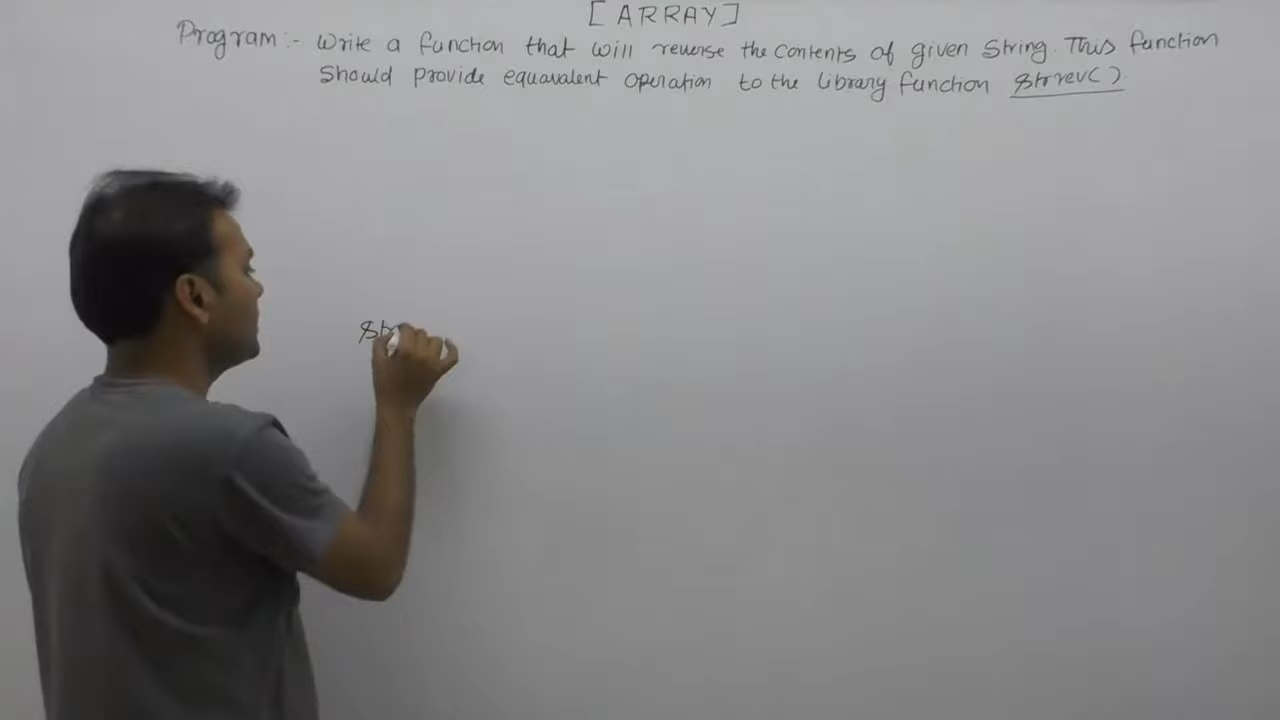 [ARRAY]
Program:- Write a function that will reverse the contents of given String. This function
should provide equavalent operation to the library function strrev().
st